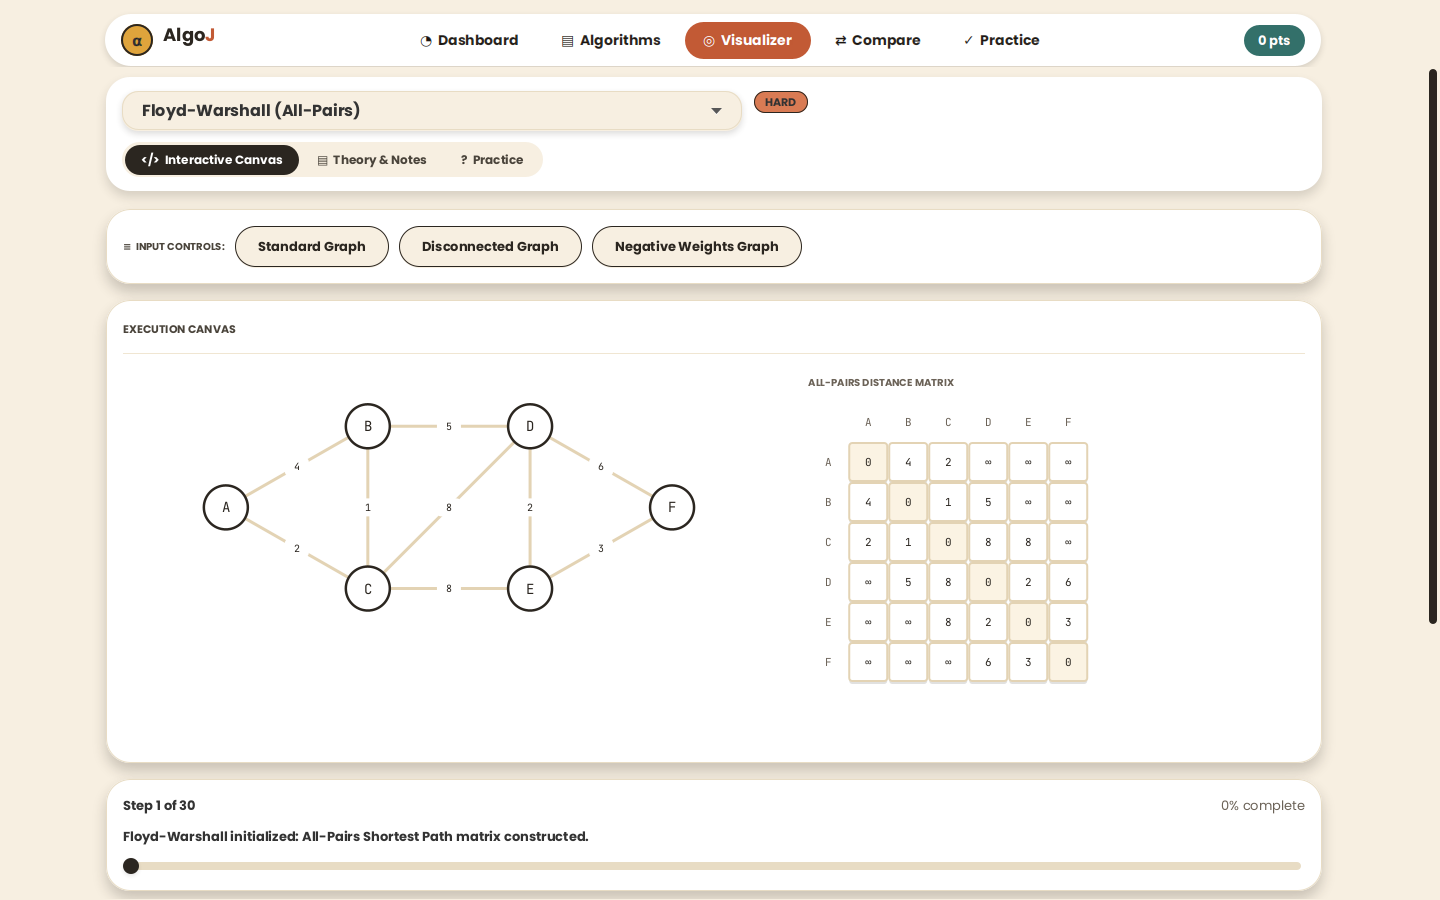 α AlgoJ
◔ Dashboard
▤ Algorithms
◎ Visualizer
⇄ Compare
✓ Practice
0 pts
Floyd-Warshall (All-Pairs)
HARD
</> Interactive Canvas
▤ Theory & Notes
? Practice
≡ INPUT CONTROLS:
Standard Graph
Disconnected Graph
Negative Weights Graph
EXECUTION CANVAS
B 5 D
4 6
A 1 8 2 F
2 3
C 8 E
ALL-PAIRS DISTANCE MATRIX
A B C D E F
A 0 4 2 ∞ ∞ ∞
B 4 0 1 5 ∞ ∞
C 2 1 0 8 8 ∞
D ∞ 5 8 0 2 6
E ∞ ∞ 8 2 0 3
F ∞ ∞ ∞ 6 3 0
Step 1 of 30
0% complete
Floyd-Warshall initialized: All-Pairs Shortest Path matrix constructed.